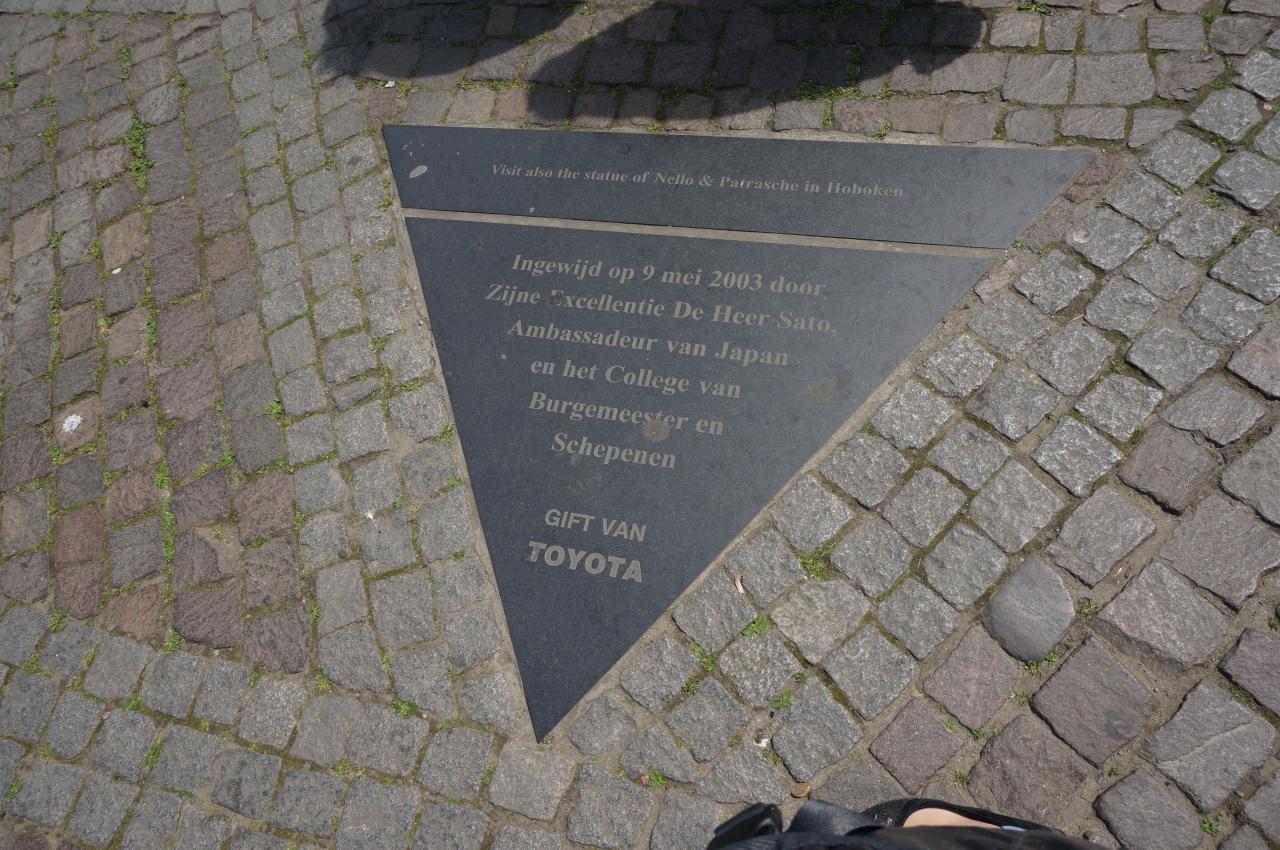 Visit also the statue of Nello & Patrasche in Hoboken
Ingewijd op 9 mei 2003 door
Zijne Excellentie De Heer Sato,
Ambassadeur van Japan
en het College van
Burgemeester en
Schepenen
GIFT VAN
TOYOTA